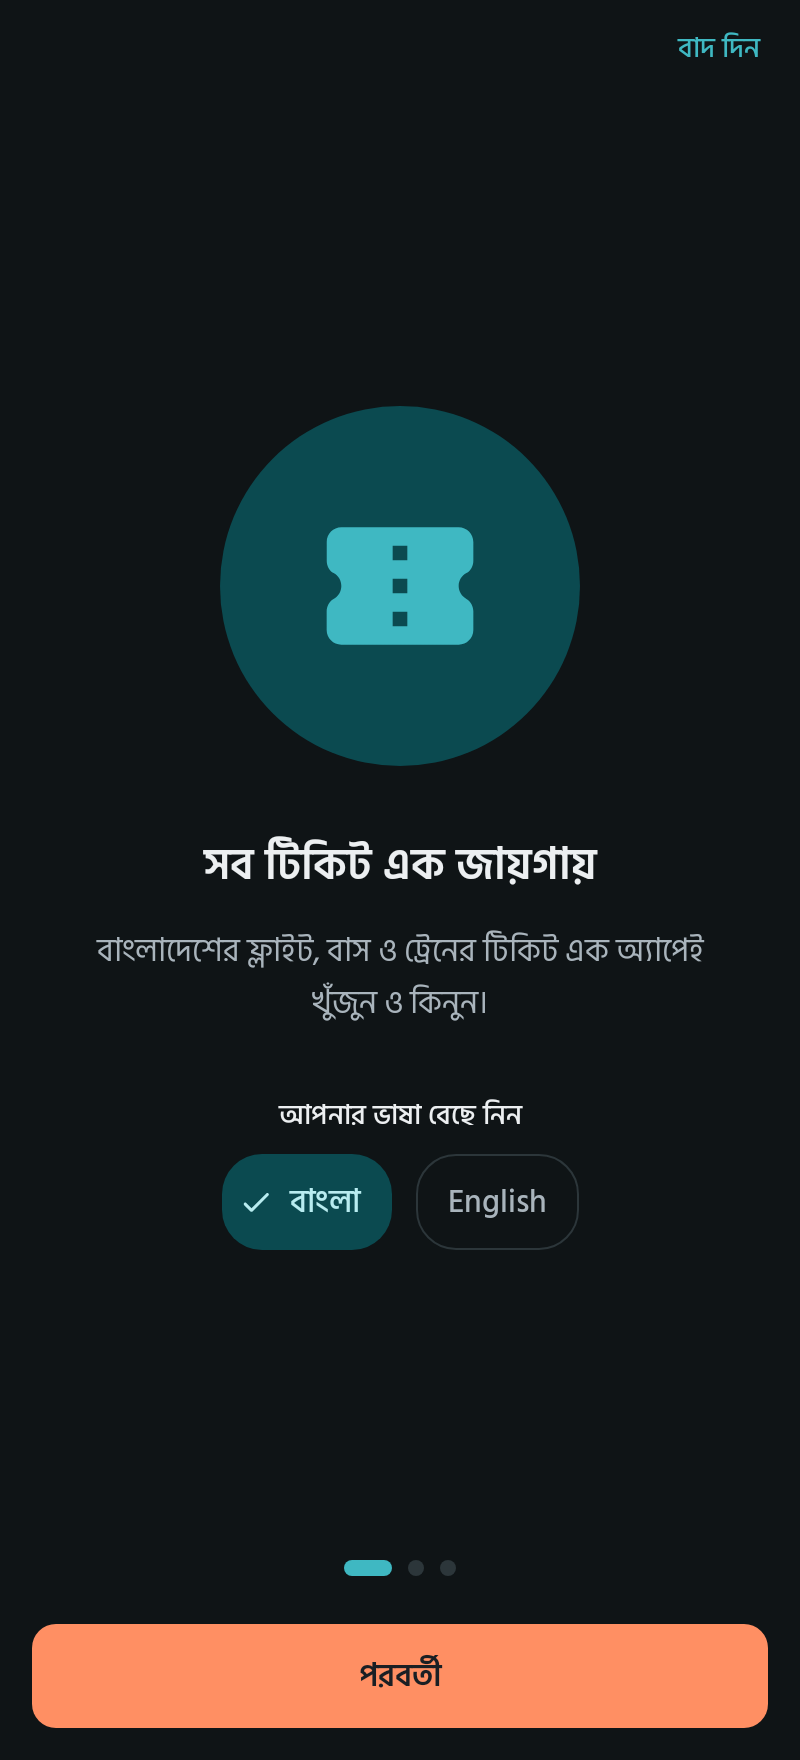 বাদ দিন
সব টিকিট এক জায়গায়
বাংলাদেশের ফ্লাইট, বাস ও ট্রেনের টিকিট এক অ্যাপেই
খুঁজুন ও কিনুন।
আপনার ভাষা বেছে নিন
বাংলা
English
পরবর্তী